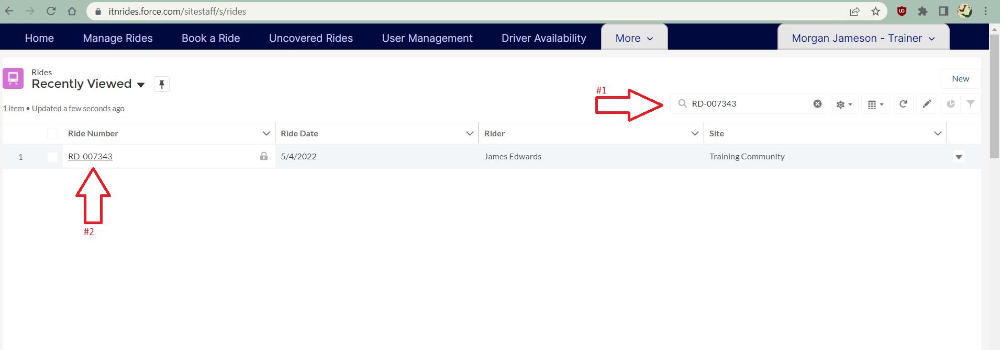 itnrides.force.com/sitestaff/s/rides
Home Manage Rides Book a Ride Uncovered Rides User Management Driver Availability More Morgan Jameson - Trainer
Rides
Recently Viewed
New
#1
RD-007343
1 item • Updated a few seconds ago
Ride Number Ride Date Rider Site
1 RD-007343 5/4/2022 James Edwards Training Community
#2